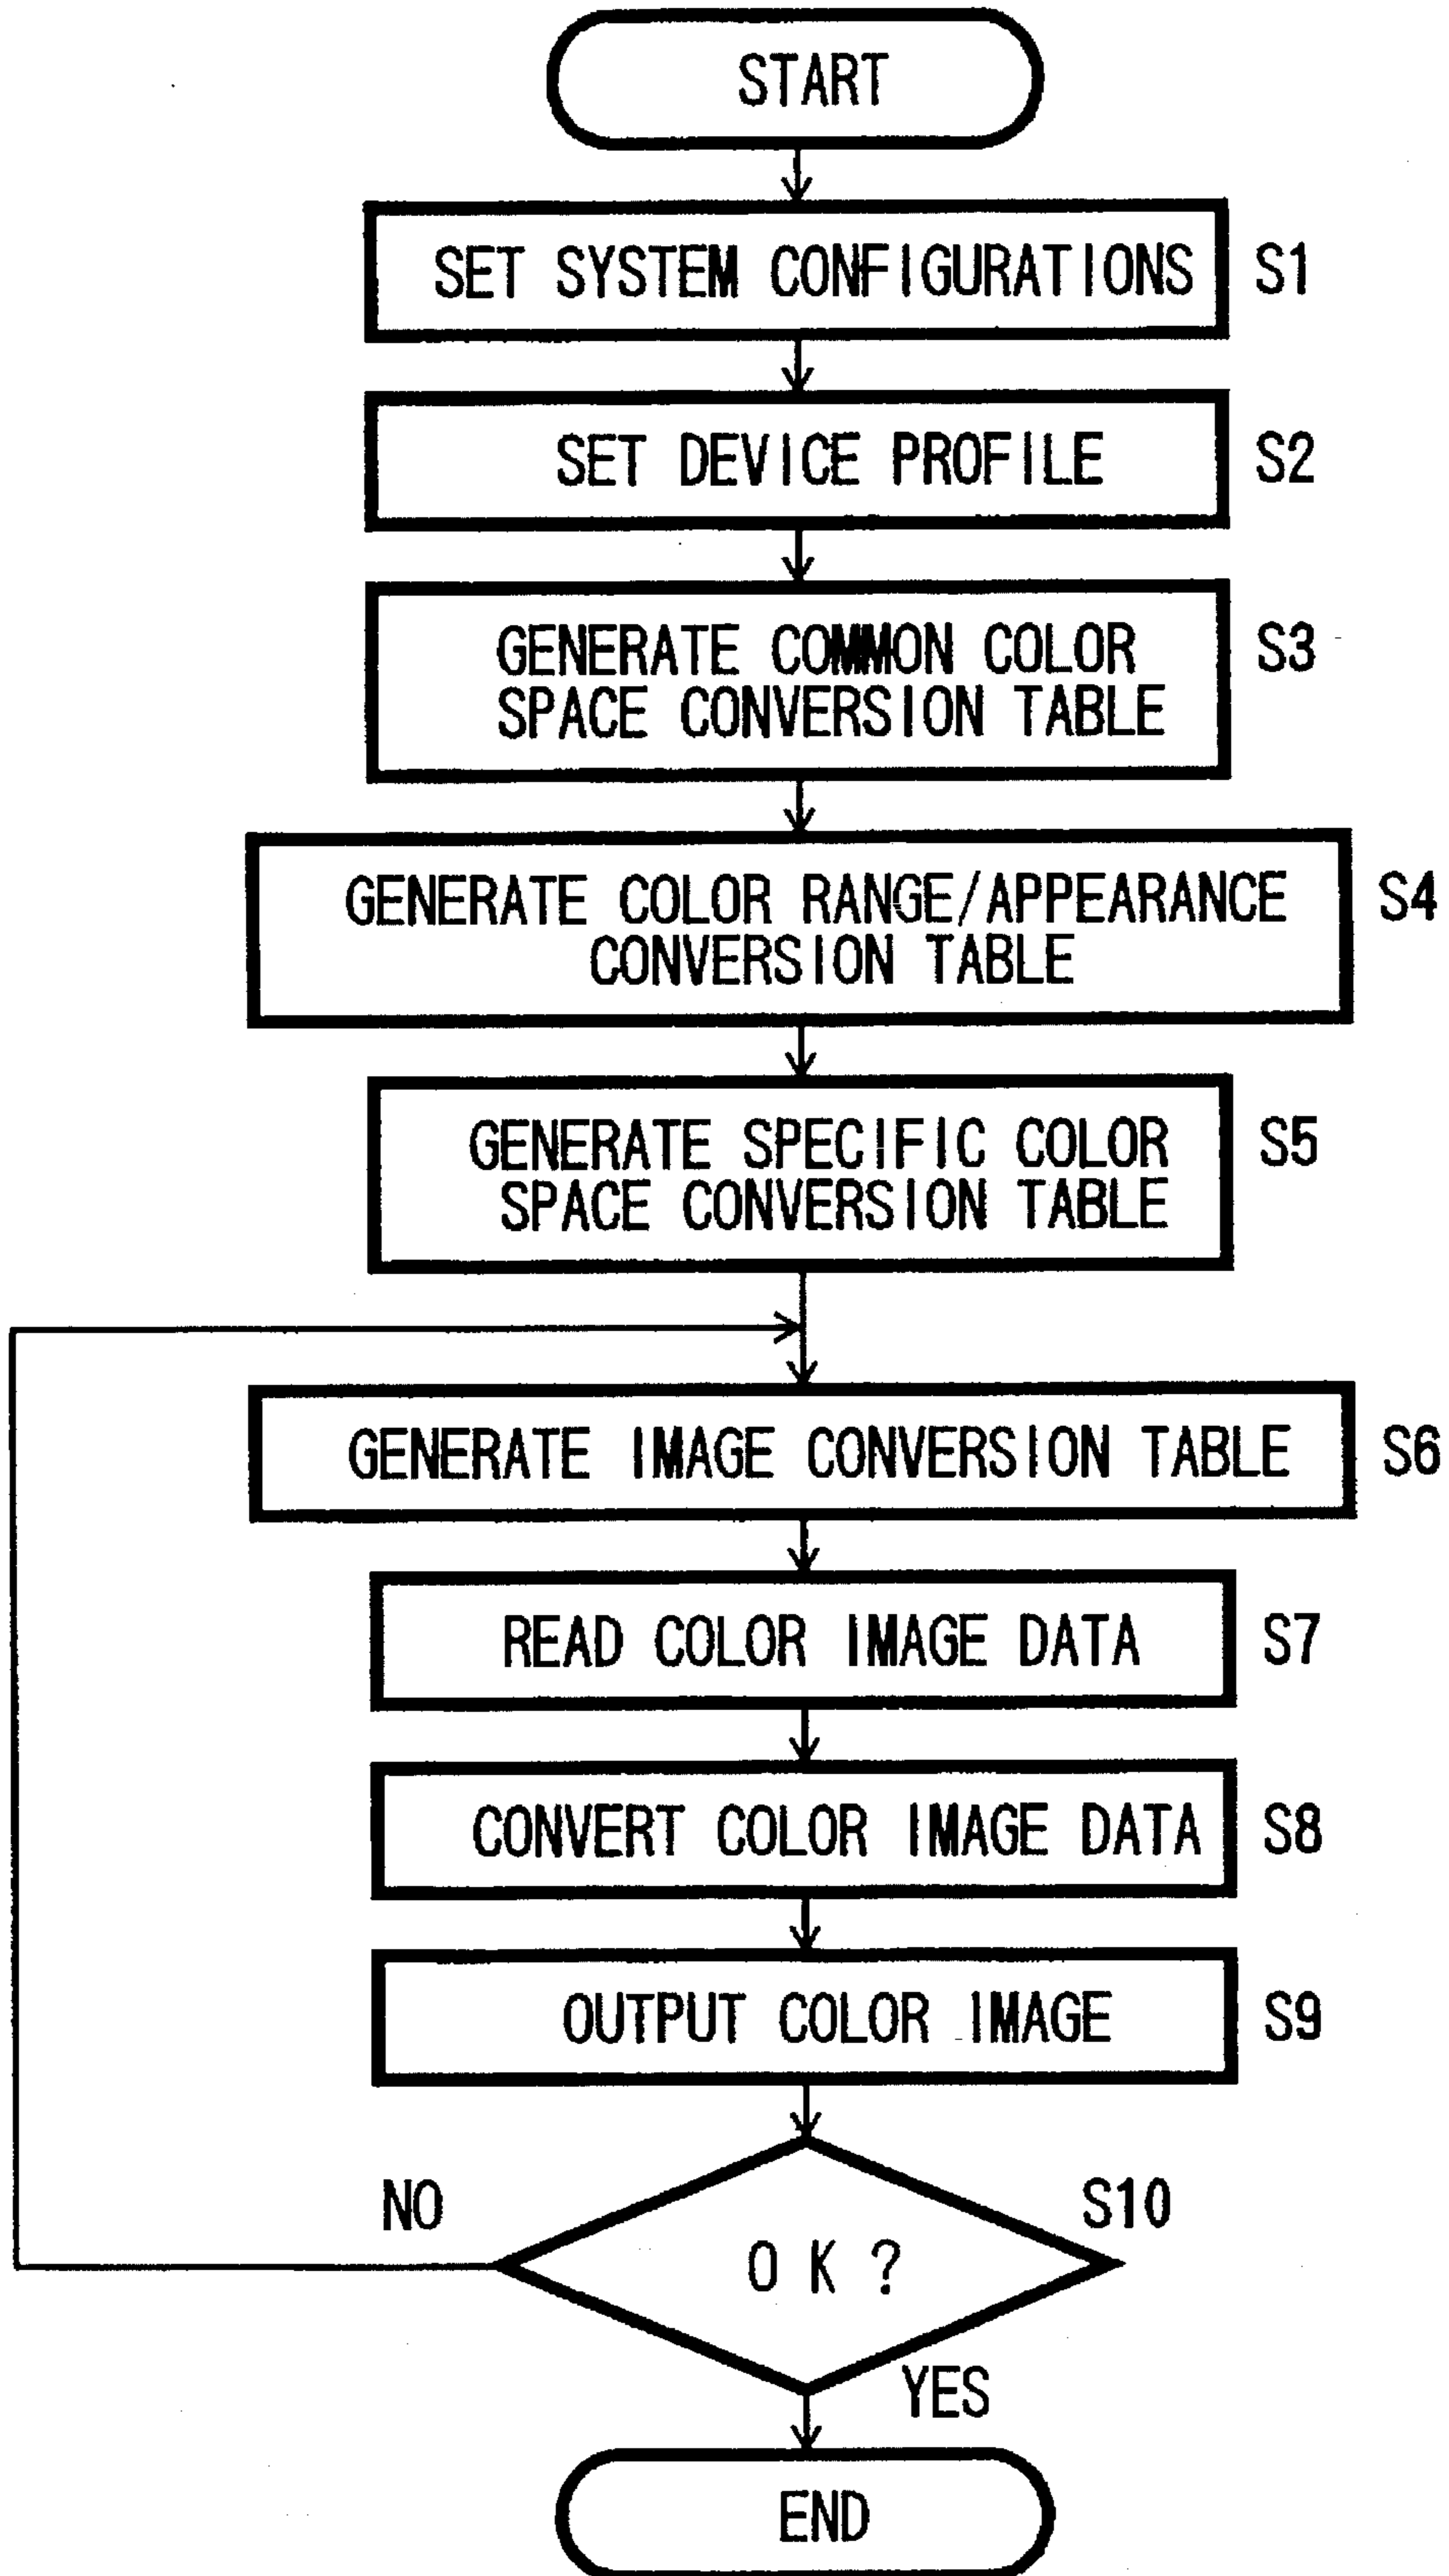 START
SET SYSTEM CONFIGURATIONS S1
SET DEVICE PROFILE S2
GENERATE COMMON COLOR S3
SPACE CONVERSION TABLE
GENERATE COLOR RANGE/APPEARANCE S4
CONVERSION TABLE
GENERATE SPECIFIC COLOR S5
SPACE CONVERSION TABLE
GENERATE IMAGE CONVERSION TABLE S6
READ COLOR IMAGE DATA S7
CONVERT COLOR IMAGE DATA S8
OUTPUT COLOR IMAGE S9
NO S10
OK?
YES
END